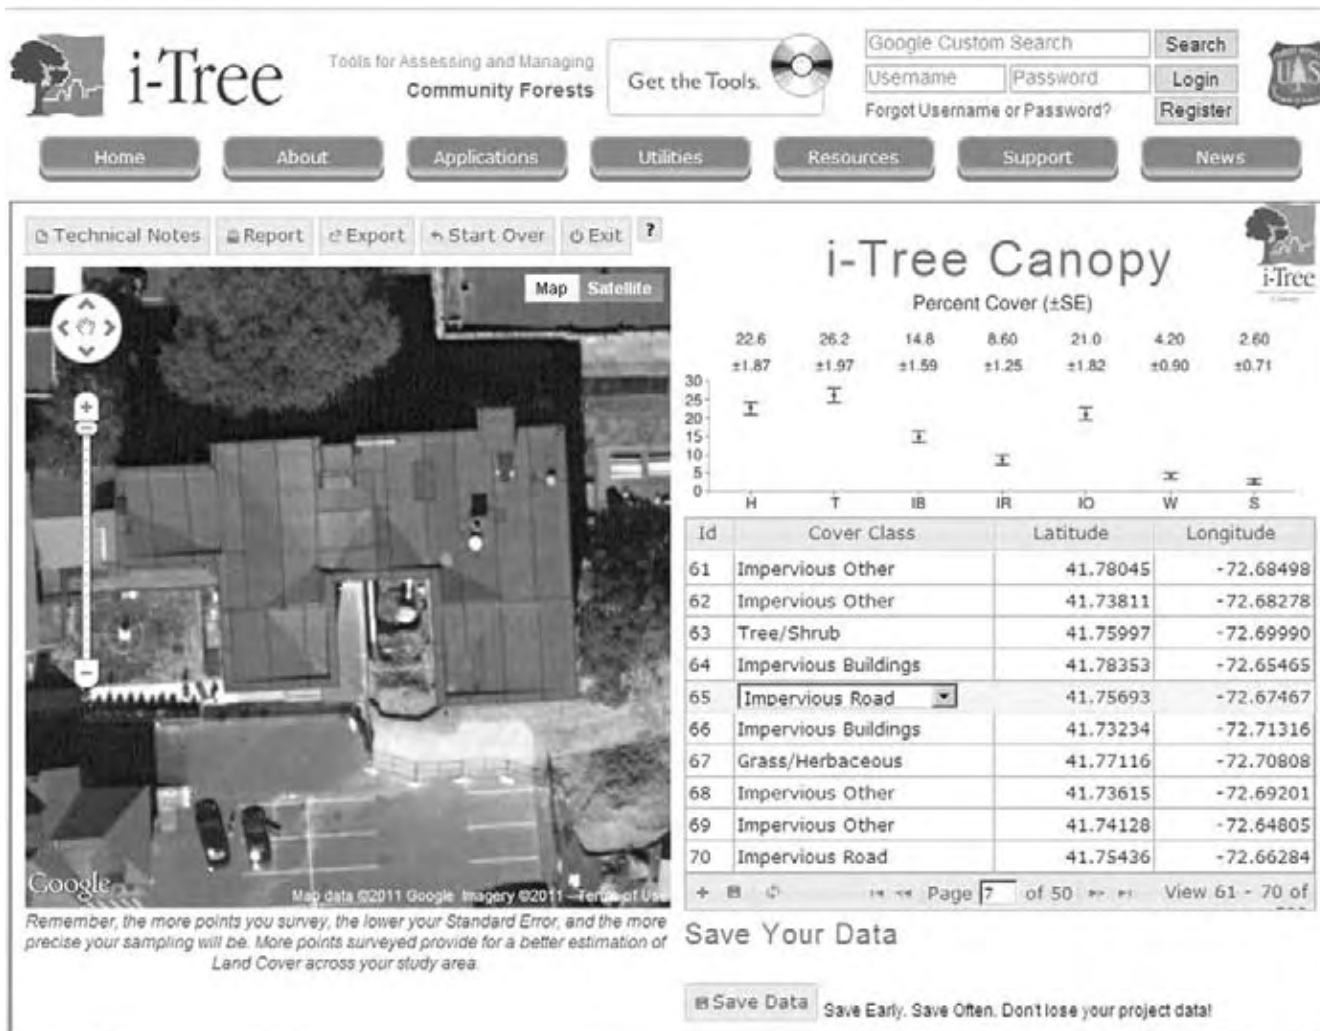 i-Tree
Tools for Assessing and Managing
Community Forests
Get the Tools.
Google Custom Search Search
Username Password Login
Forgot Username or Password? Register
Home About Applications Utilities Resources Support News
Technical Notes Report Export Start Over Exit ?
Map Satellite
Google
Map data ©2011 Google Imagery ©2011 - Terms of Use
Remember, the more points you survey, the lower your Standard Error, and the more
precise your sampling will be. More points surveyed provide for a better estimation of
Land Cover across your study area.
i-Tree Canopy
i-Tree
Percent Cover (±SE)
22.6 26.2 14.8 8.60 21.0 4.20 2.60
±1.87 ±1.97 ±1.59 ±1.25 ±1.82 ±0.90 ±0.71
30
25
20
15
10
5
0
H T IB IR IO W S
Id Cover Class Latitude Longitude
61 Impervious Other 41.78045 -72.68498
62 Impervious Other 41.73811 -72.68278
63 Tree/Shrub 41.75997 -72.69990
64 Impervious Buildings 41.78353 -72.65465
65 Impervious Road 41.75693 -72.67467
66 Impervious Buildings 41.73234 -72.71316
67 Grass/Herbaceous 41.77116 -72.70808
68 Impervious Other 41.73615 -72.69201
69 Impervious Other 41.74128 -72.64805
70 Impervious Road 41.75436 -72.66284
Page 7 of 50 View 61 - 70 of
Save Your Data
Save Data Save Early. Save Often. Don't lose your project data!